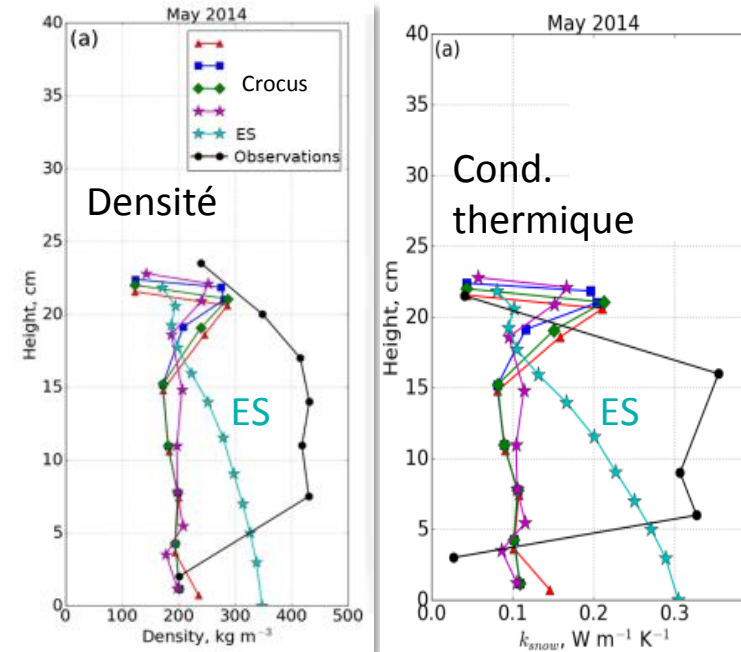 May 2014
(a)
Crocus
ES
Observations
Densité
ES
40
35
30
25
20
15
10
5
0
Height, cm
0
100
200
300
400
500
Density, kg m⁻³
May 2014
(a)
Cond.
thermique
ES
40
35
30
25
20
15
10
5
0
Height, cm
0.0
0.1
0.2
0.3
k_snow, W m⁻¹ K⁻¹